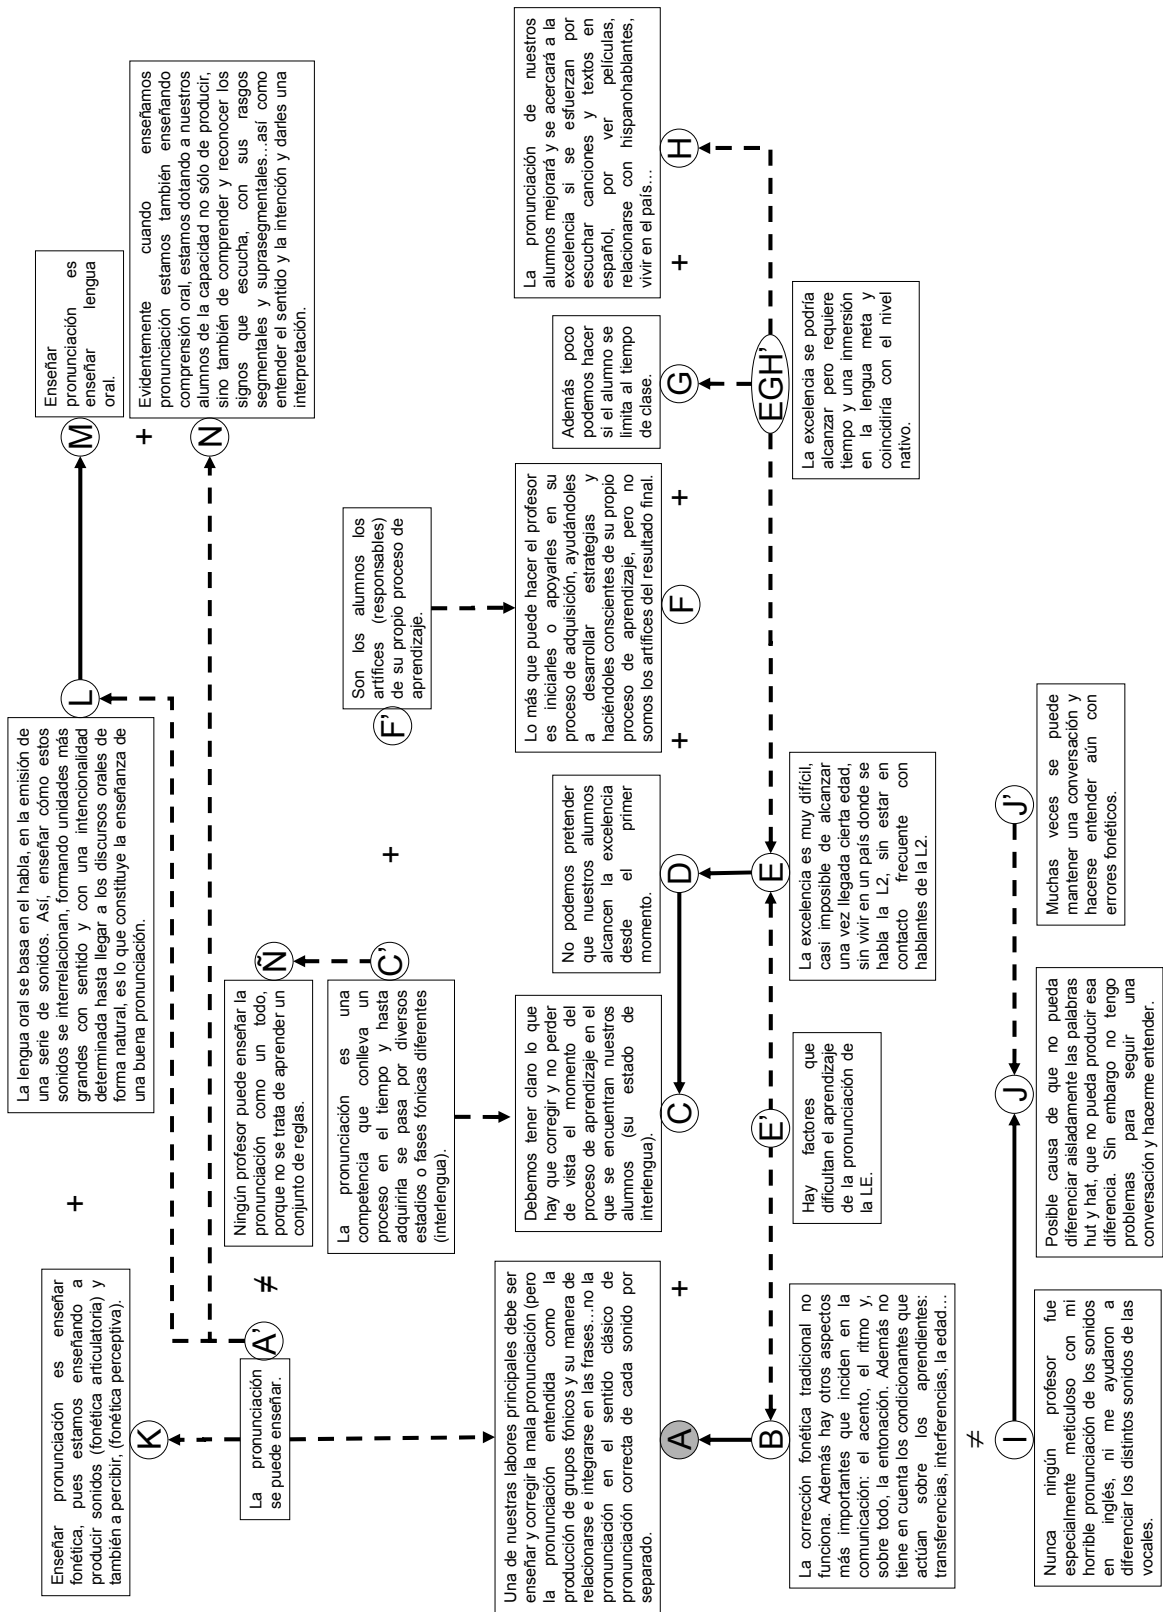 Enseñar pronunciación es enseñar
fonética, pues estamos enseñando a
producir sonidos (fonética articulatoria) y
también a percibir, (fonética perceptiva).
K
+
La lengua oral se basa en el habla, en la emisión de
una serie de sonidos. Así, enseñar cómo estos
sonidos se interrelacionan, formando unidades más
grandes con sentido y con una intencionalidad
determinada hasta llegar a los discursos orales de
forma natural, es lo que constituye la enseñanza de
una buena pronunciación.
L
Enseñar
pronunciación es
enseñar lengua
oral.
M
+
Evidentemente cuando enseñamos
pronunciación estamos también enseñando
comprensión oral, estamos dotando a nuestros
alumnos de la capacidad no sólo de producir,
sino también de comprender y reconocer los
signos que escucha, con sus rasgos
segmentales y suprasegmentales...así como
entender el sentido y la intención y darles una
interpretación.
N
La pronunciación
se puede enseñar.
A'
≠
Ningún profesor puede enseñar la
pronunciación como un todo,
porque no se trata de aprender un
conjunto de reglas.
Ñ
La pronunciación es una
competencia que conlleva un
proceso en el tiempo y hasta
adquirirla se pasa por diversos
estadios o fases fónicas diferentes
(interlengua).
C'
+
Son los alumnos los
artífices (responsables)
de su propio proceso de
aprendizaje.
F'
Una de nuestras labores principales debe ser
enseñar y corregir la mala pronunciación (pero
la pronunciación entendida como la
producción de grupos fónicos y su manera de
relacionarse e integrarse en las frases...no la
pronunciación en el sentido clásico de
pronunciación correcta de cada sonido por
separado.
A
+
Debemos tener claro lo que
hay que corregir y no perder
de vista el momento del
proceso de aprendizaje en el
que se encuentran nuestros
alumnos (su estado de
interlengua).
C
No podemos pretender
que nuestros alumnos
alcancen la excelencia
desde el primer
momento.
D
+
Lo más que puede hacer el profesor
es iniciarles o apoyarles en su
proceso de adquisición, ayudándoles
a desarrollar estrategias y
haciéndoles conscientes de su propio
proceso de aprendizaje, pero no
somos los artífices del resultado final.
F
+
Además poco
podemos hacer
si el alumno se
limita al tiempo
de clase.
G
+
La pronunciación de nuestros
alumnos mejorará y se acercará a la
excelencia si se esfuerzan por
escuchar canciones y textos en
español, por ver películas,
relacionarse con hispanohablantes,
vivir en el país...
H
B
La corrección fonética tradicional no
funciona. Además hay otros aspectos
más importantes que inciden en la
comunicación: el acento, el ritmo y,
sobre todo, la entonación. Además no
tiene en cuenta los condicionantes que
actúan sobre los aprendientes:
transferencias, interferencias, la edad...
E'
Hay factores que
dificultan el aprendizaje
de la pronunciación de
la LE.
E
La excelencia es muy difícil,
casi imposible de alcanzar
una vez llegada cierta edad,
sin vivir en un país donde se
habla la L2, sin estar en
contacto frecuente con
hablantes de la L2.
EGH'
La excelencia se podría
alcanzar pero requiere
tiempo y una inmersión
en la lengua meta y
coincidiría con el nivel
nativo.
≠
I
Nunca ningún profesor fue
especialmente meticuloso con mi
horrible pronunciación de los sonidos
en inglés, ni me ayudaron a
diferenciar los distintos sonidos de las
vocales.
J
Posible causa de que no pueda
diferenciar aisladamente las palabras
hut y hat, que no pueda producir esa
diferencia. Sin embargo no tengo
problemas para seguir una
conversación y hacerme entender.
J'
Muchas veces se puede
mantener una conversación y
hacerse entender aún con
errores fonéticos.